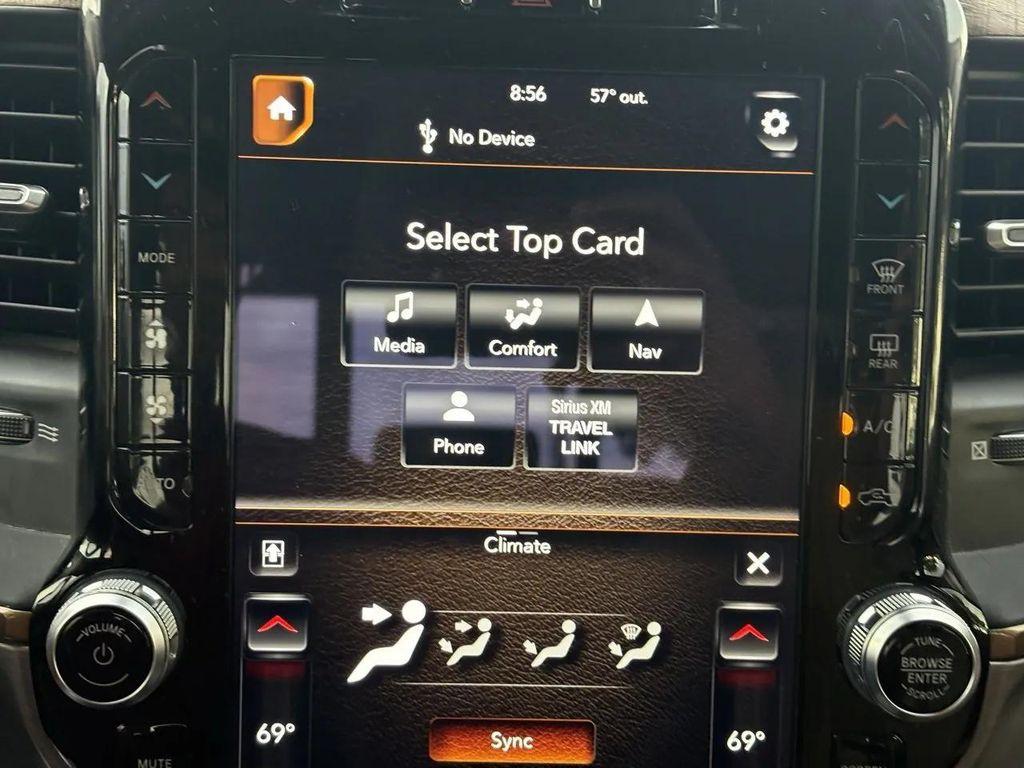 8:56
57° out.
No Device
Select Top Card
Media
Comfort
Nav
Phone
Sirius XM
TRAVEL
LINK
Climate
69°
Sync
69°
MODE
FRONT
REAR
A/C
VOLUME
MUTE
TUNE
BROWSE
ENTER
SCROLL